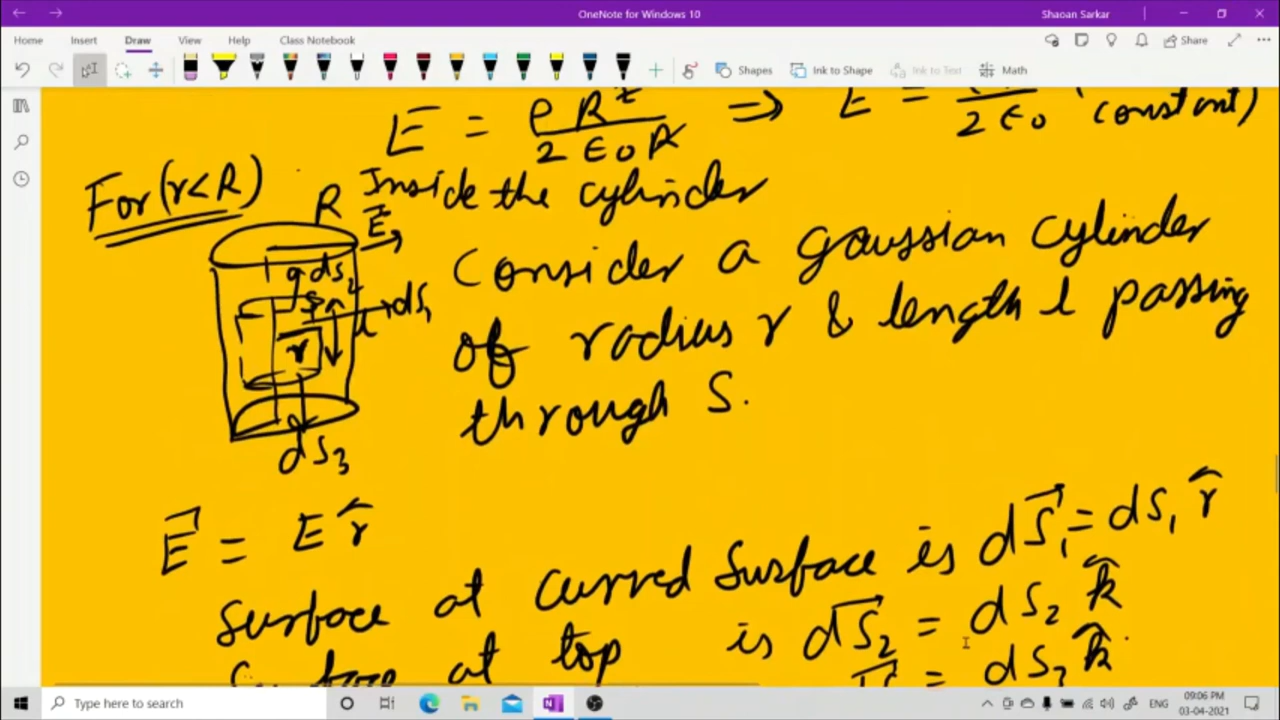 OneNote for Windows 10
Shaoan Sarkar
Home Insert Draw View Help Class Notebook
Share
Shapes Ink to Shape Ink to Text Math
E = ρR² / 2ϵ₀R ⇒ E = / 2ϵ₀ (constant)
For (r<R) Inside the cylinder
R
E⃗
Consider a gaussian cylinder
ds₂
ds₁
of radius r & length l passing
r
through S.
ds₃
E⃗ = E r̂
Surface at curved surface is dS⃗₁ = dS₁ r̂
Surface at top is dS⃗₂ = dS₂ k̂
= dS₃ k̂
Type here to search
ENG
09:06 PM
03-04-2021